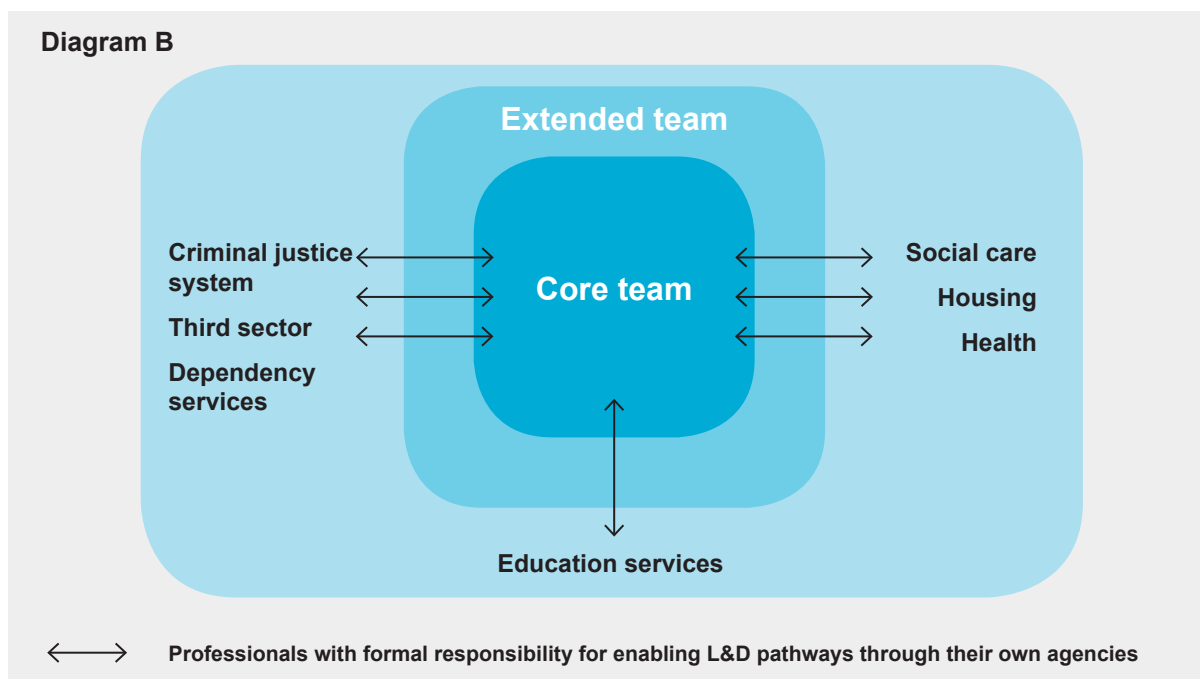 Diagram B
Extended team
Core team
Criminal justice
system
Third sector
Dependency
services
Social care
Housing
Health
Education services
Professionals with formal responsibility for enabling L&D pathways through their own agencies